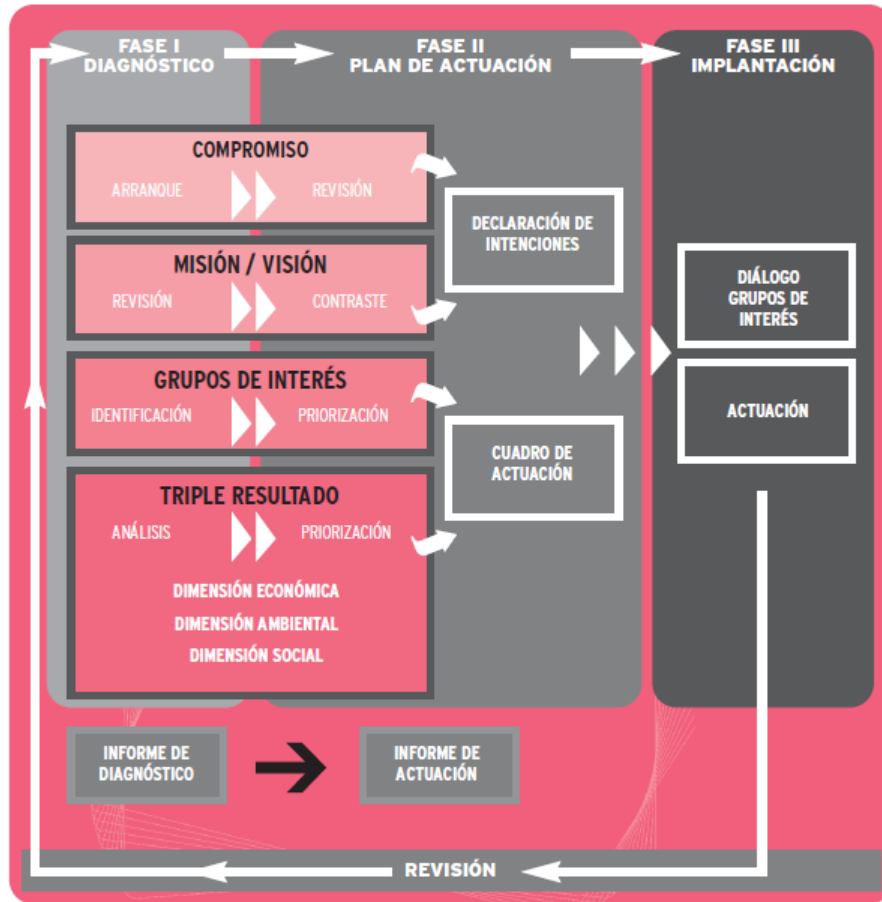 FASE I
DIAGNÓSTICO
FASE II
PLAN DE ACTUACIÓN
FASE III
IMPLANTACIÓN
COMPROMISO
ARRANQUE
REVISIÓN
DECLARACIÓN DE
INTENCIONES
MISIÓN / VISIÓN
REVISIÓN
CONTRASTE
DIÁLOGO
GRUPOS DE
INTERÉS
GRUPOS DE INTERÉS
IDENTIFICACIÓN
PRIORIZACIÓN
ACTUACIÓN
CUADRO DE
ACTUACIÓN
TRIPLE RESULTADO
ANÁLISIS
PRIORIZACIÓN
DIMENSIÓN ECONÓMICA
DIMENSIÓN AMBIENTAL
DIMENSIÓN SOCIAL
INFORME DE
DIAGNÓSTICO
INFORME DE
ACTUACIÓN
REVISIÓN